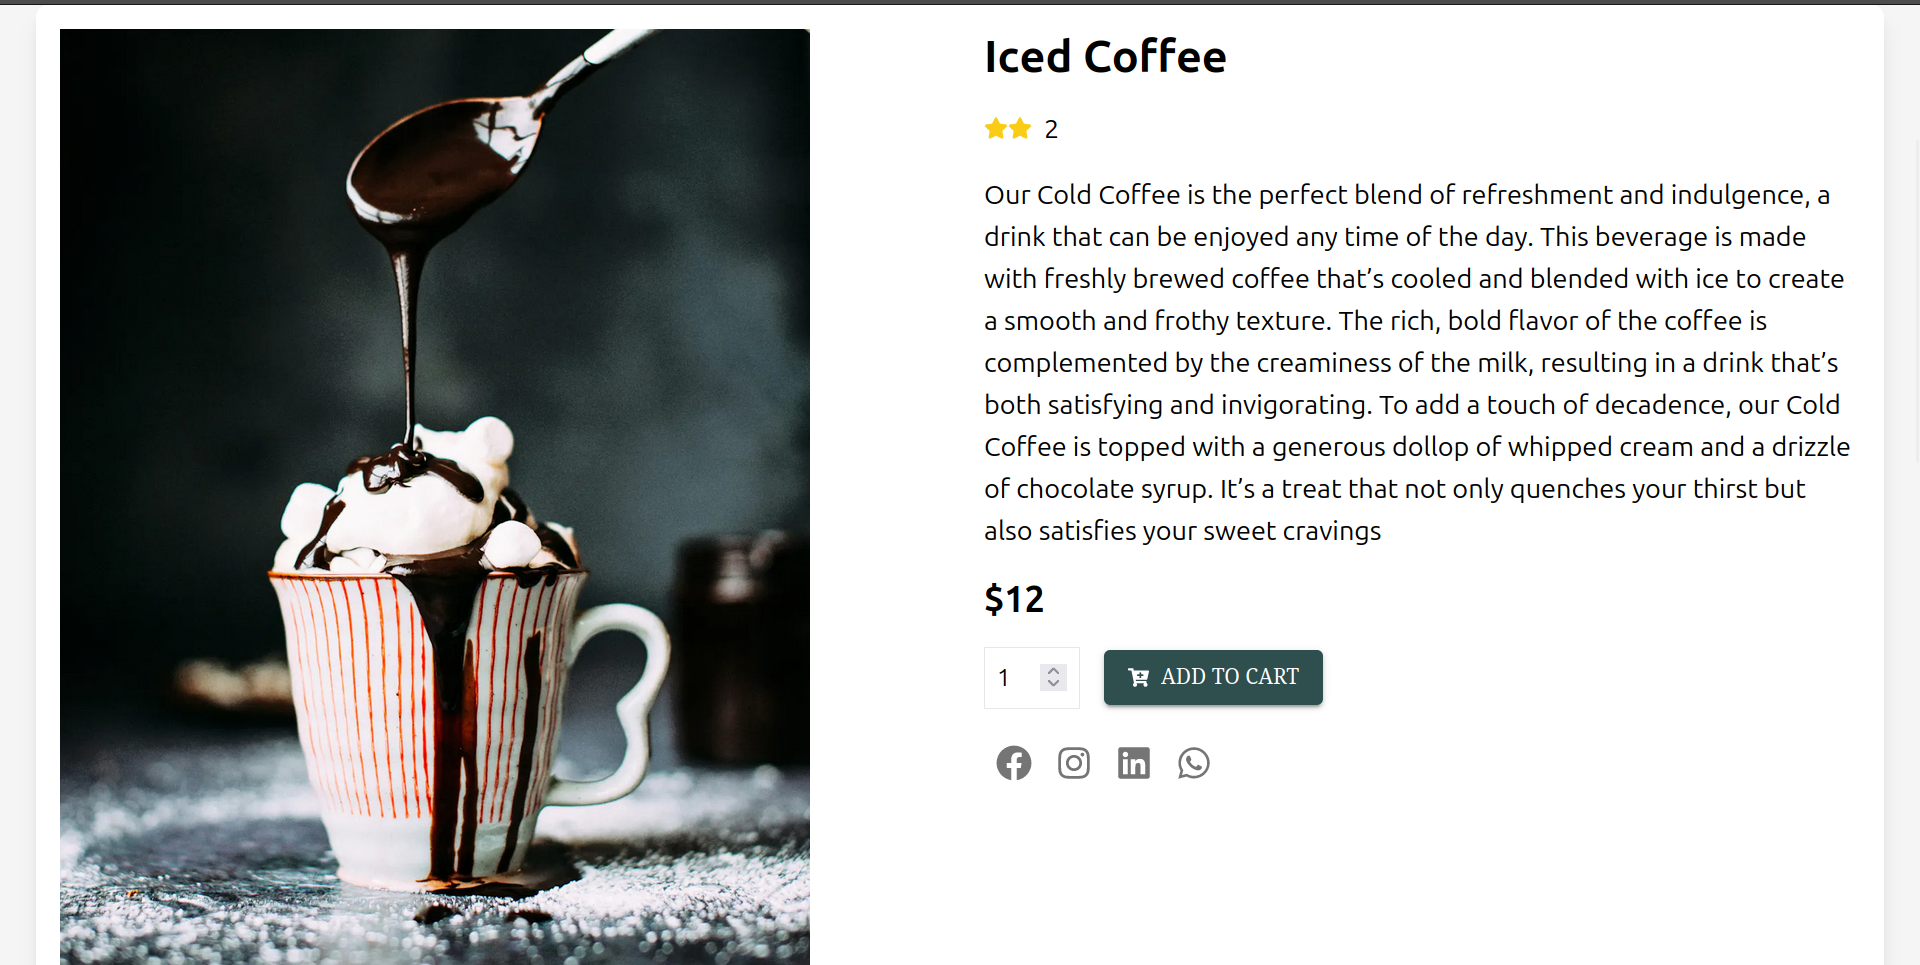 Iced Coffee
2
Our Cold Coffee is the perfect blend of refreshment and indulgence, a
drink that can be enjoyed any time of the day. This beverage is made
with freshly brewed coffee that’s cooled and blended with ice to create
a smooth and frothy texture. The rich, bold flavor of the coffee is
complemented by the creaminess of the milk, resulting in a drink that’s
both satisfying and invigorating. To add a touch of decadence, our Cold
Coffee is topped with a generous dollop of whipped cream and a drizzle
of chocolate syrup. It’s a treat that not only quenches your thirst but
also satisfies your sweet cravings
$12
1
ADD TO CART